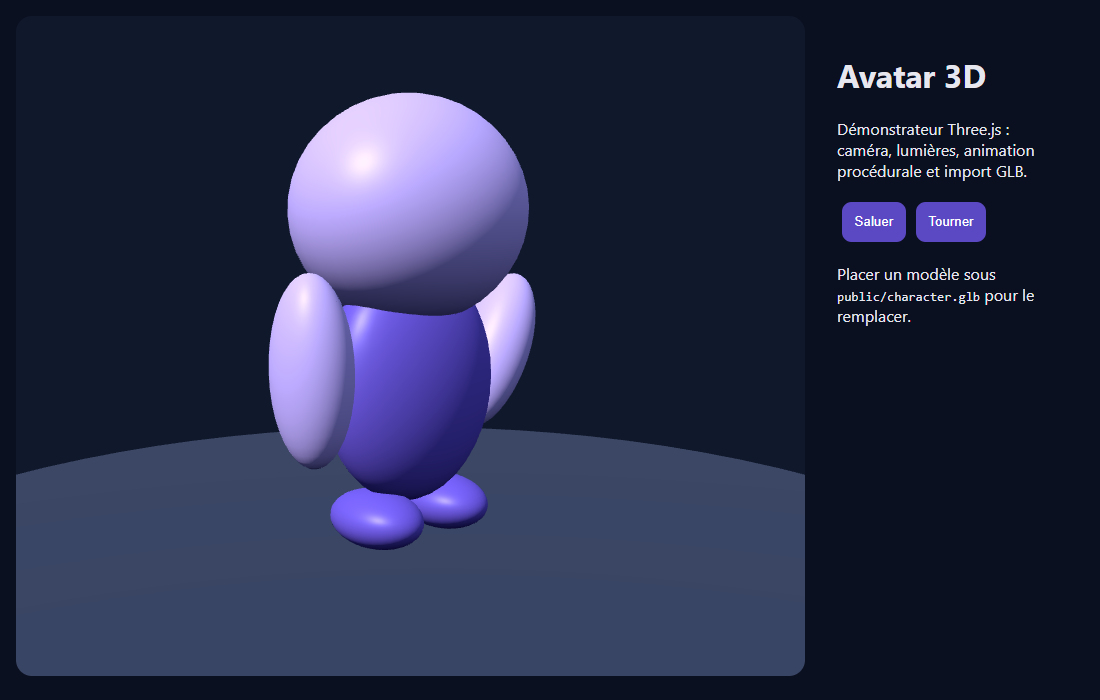 Avatar 3D
Démonstrateur Three.js :
caméra, lumières, animation
procédurale et import GLB.
Saluer Tourner
Placer un modèle sous
public/character.glb pour le
remplacer.